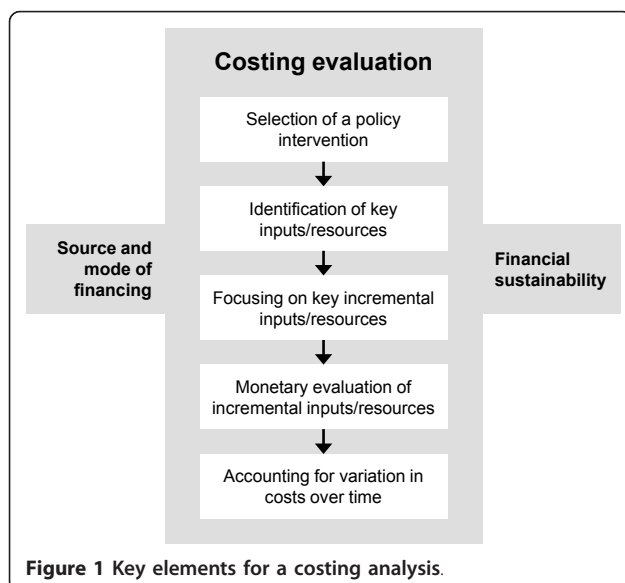 Costing evaluation
Selection of a policy
intervention
Identification of key
inputs/resources
Source and
mode of
financing
Financial
sustainability
Focusing on key incremental
inputs/resources
Monetary evaluation of
incremental inputs/resources
Accounting for variation in
costs over time
Figure 1 Key elements for a costing analysis.